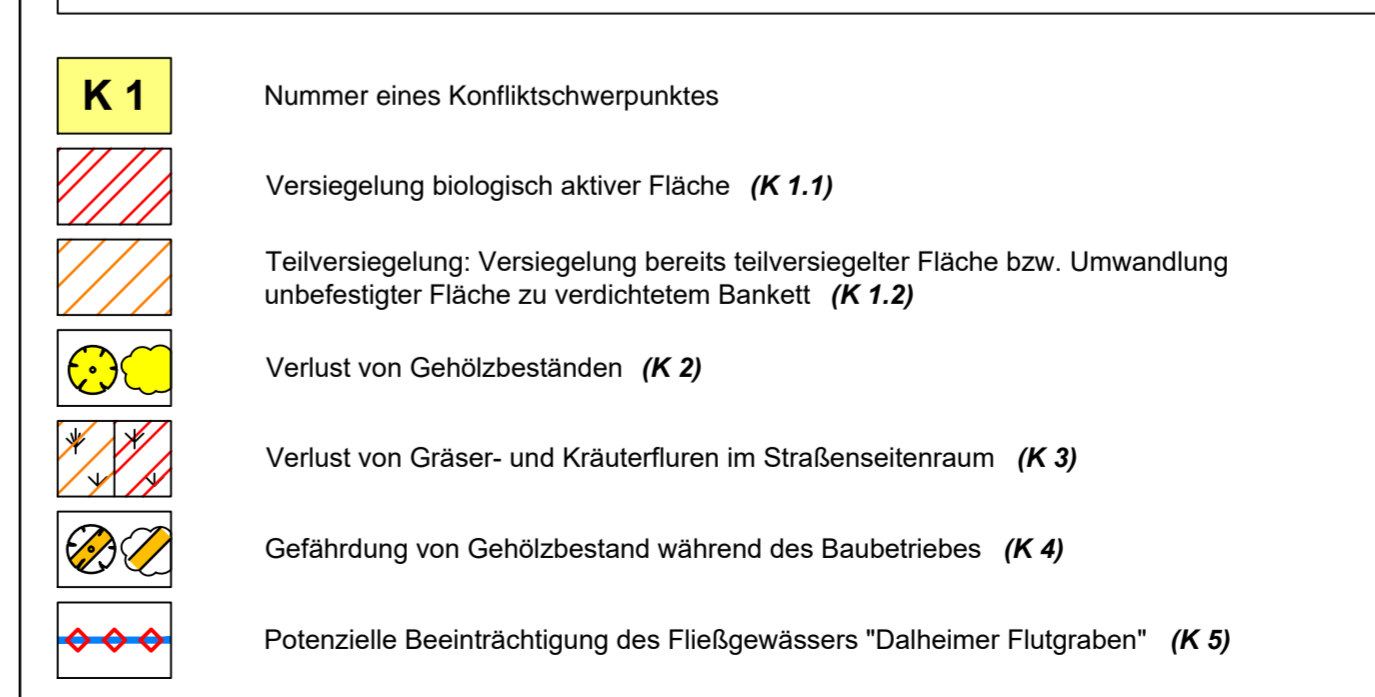 K 1 Nummer eines Konfliktschwerpunktes
Versiegelung biologisch aktiver Fläche (K 1.1)
Teilversiegelung: Versiegelung bereits teilversiegelter Fläche bzw. Umwandlung
unbefestigter Fläche zu verdichtetem Bankett (K 1.2)
Verlust von Gehölzbeständen (K 2)
Verlust von Gräser- und Kräuterfluren im Straßenseitenraum (K 3)
Gefährdung von Gehölzbestand während des Baubetriebes (K 4)
Potenzielle Beeinträchtigung des Fließgewässers "Dalheimer Flutgraben" (K 5)